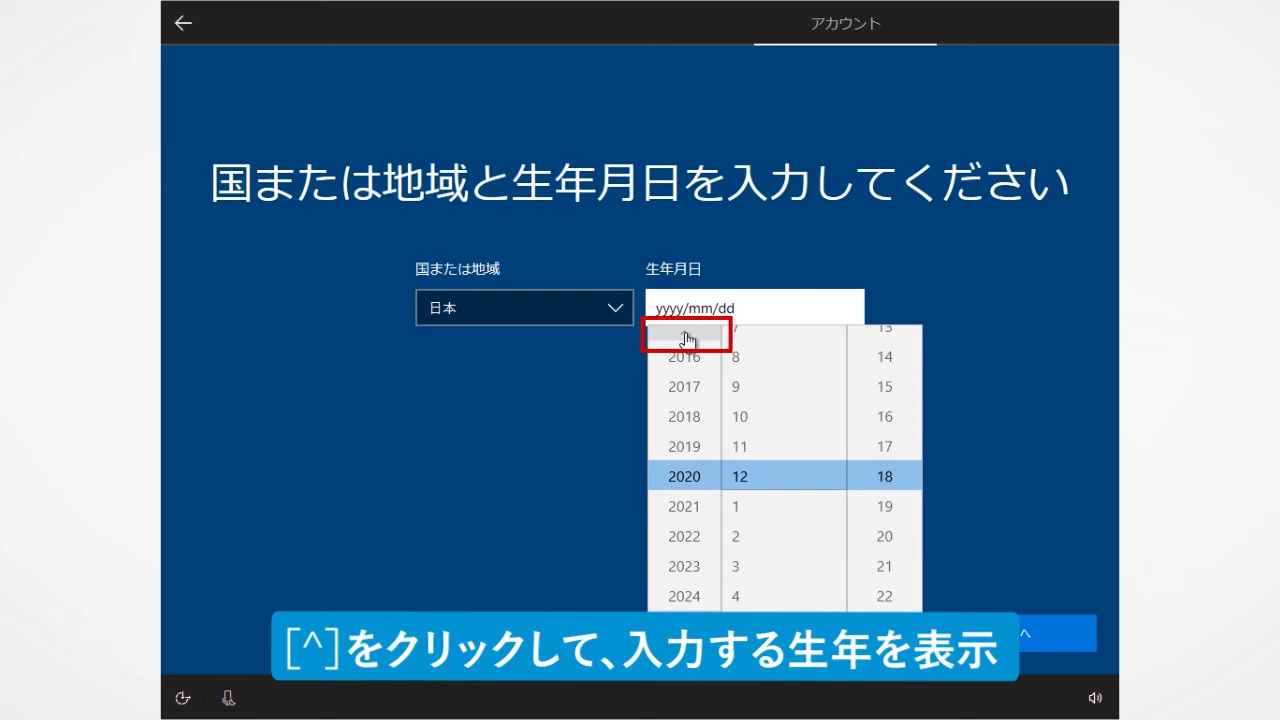 アカウント
国または地域と生年月日を入力してください
国または地域 生年月日
日本 yyyy/mm/dd
7 13
2016 8 14
2017 9 15
2018 10 16
2019 11 17
2020 12 18
2021 1 19
2022 2 20
2023 3 21
2024 4 22
[^]をクリックして、入力する生年を表示